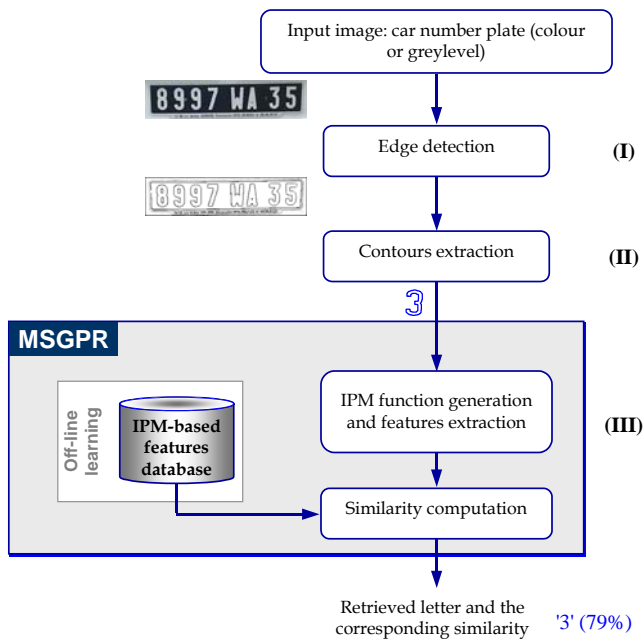 Input image: car number plate (colour
or greylevel)
8997 WA 35
Edge detection
(I)
8997 WA 35
Contours extraction
(II)
3
MSGPR
Off-line
learning
IPM-based
features
database
IPM function generation
and features extraction
(III)
Similarity computation
Retrieved letter and the
corresponding similarity
'3' (79%)